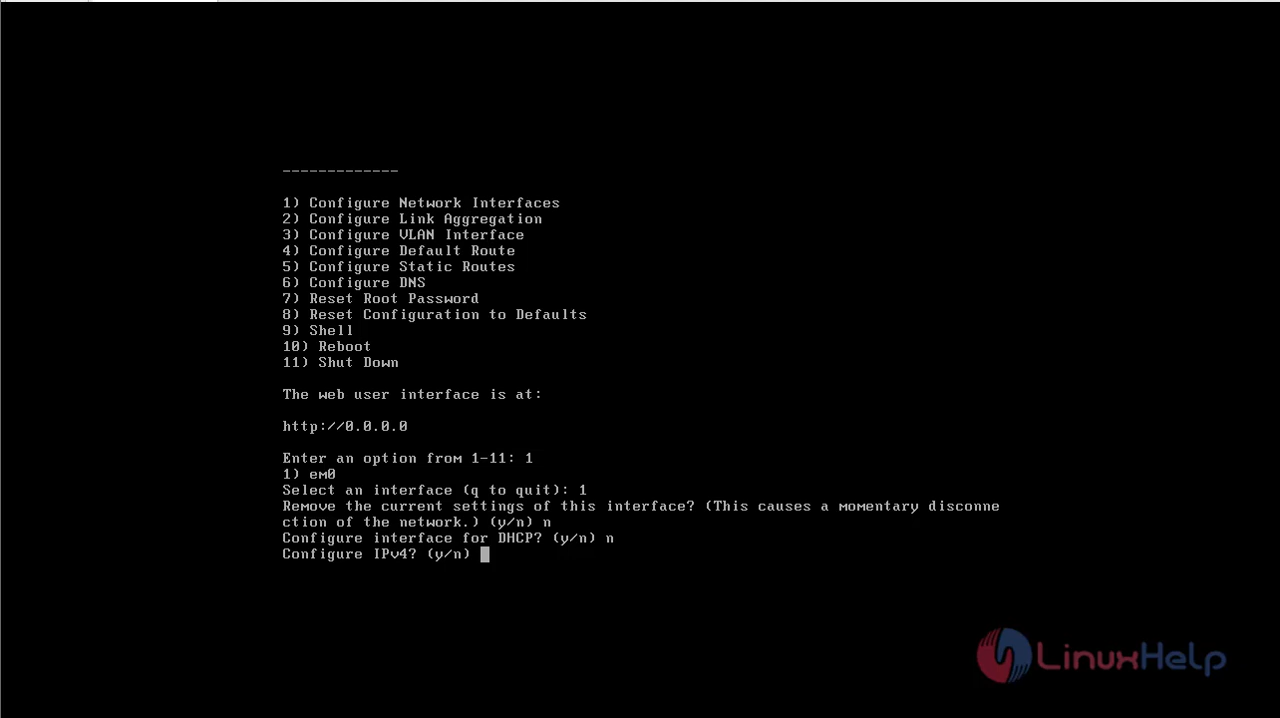 -------------
1) Configure Network Interfaces
2) Configure Link Aggregation
3) Configure VLAN Interface
4) Configure Default Route
5) Configure Static Routes
6) Configure DNS
7) Reset Root Password
8) Reset Configuration to Defaults
9) Shell
10) Reboot
11) Shut Down
The web user interface is at:
http://0.0.0.0
Enter an option from 1-11: 1
1) em0
Select an interface (q to quit): 1
Remove the current settings of this interface? (This causes a momentary disconne
ction of the network.) (y/n) n
Configure interface for DHCP? (y/n) n
Configure IPv4? (y/n)
LinuxHelp